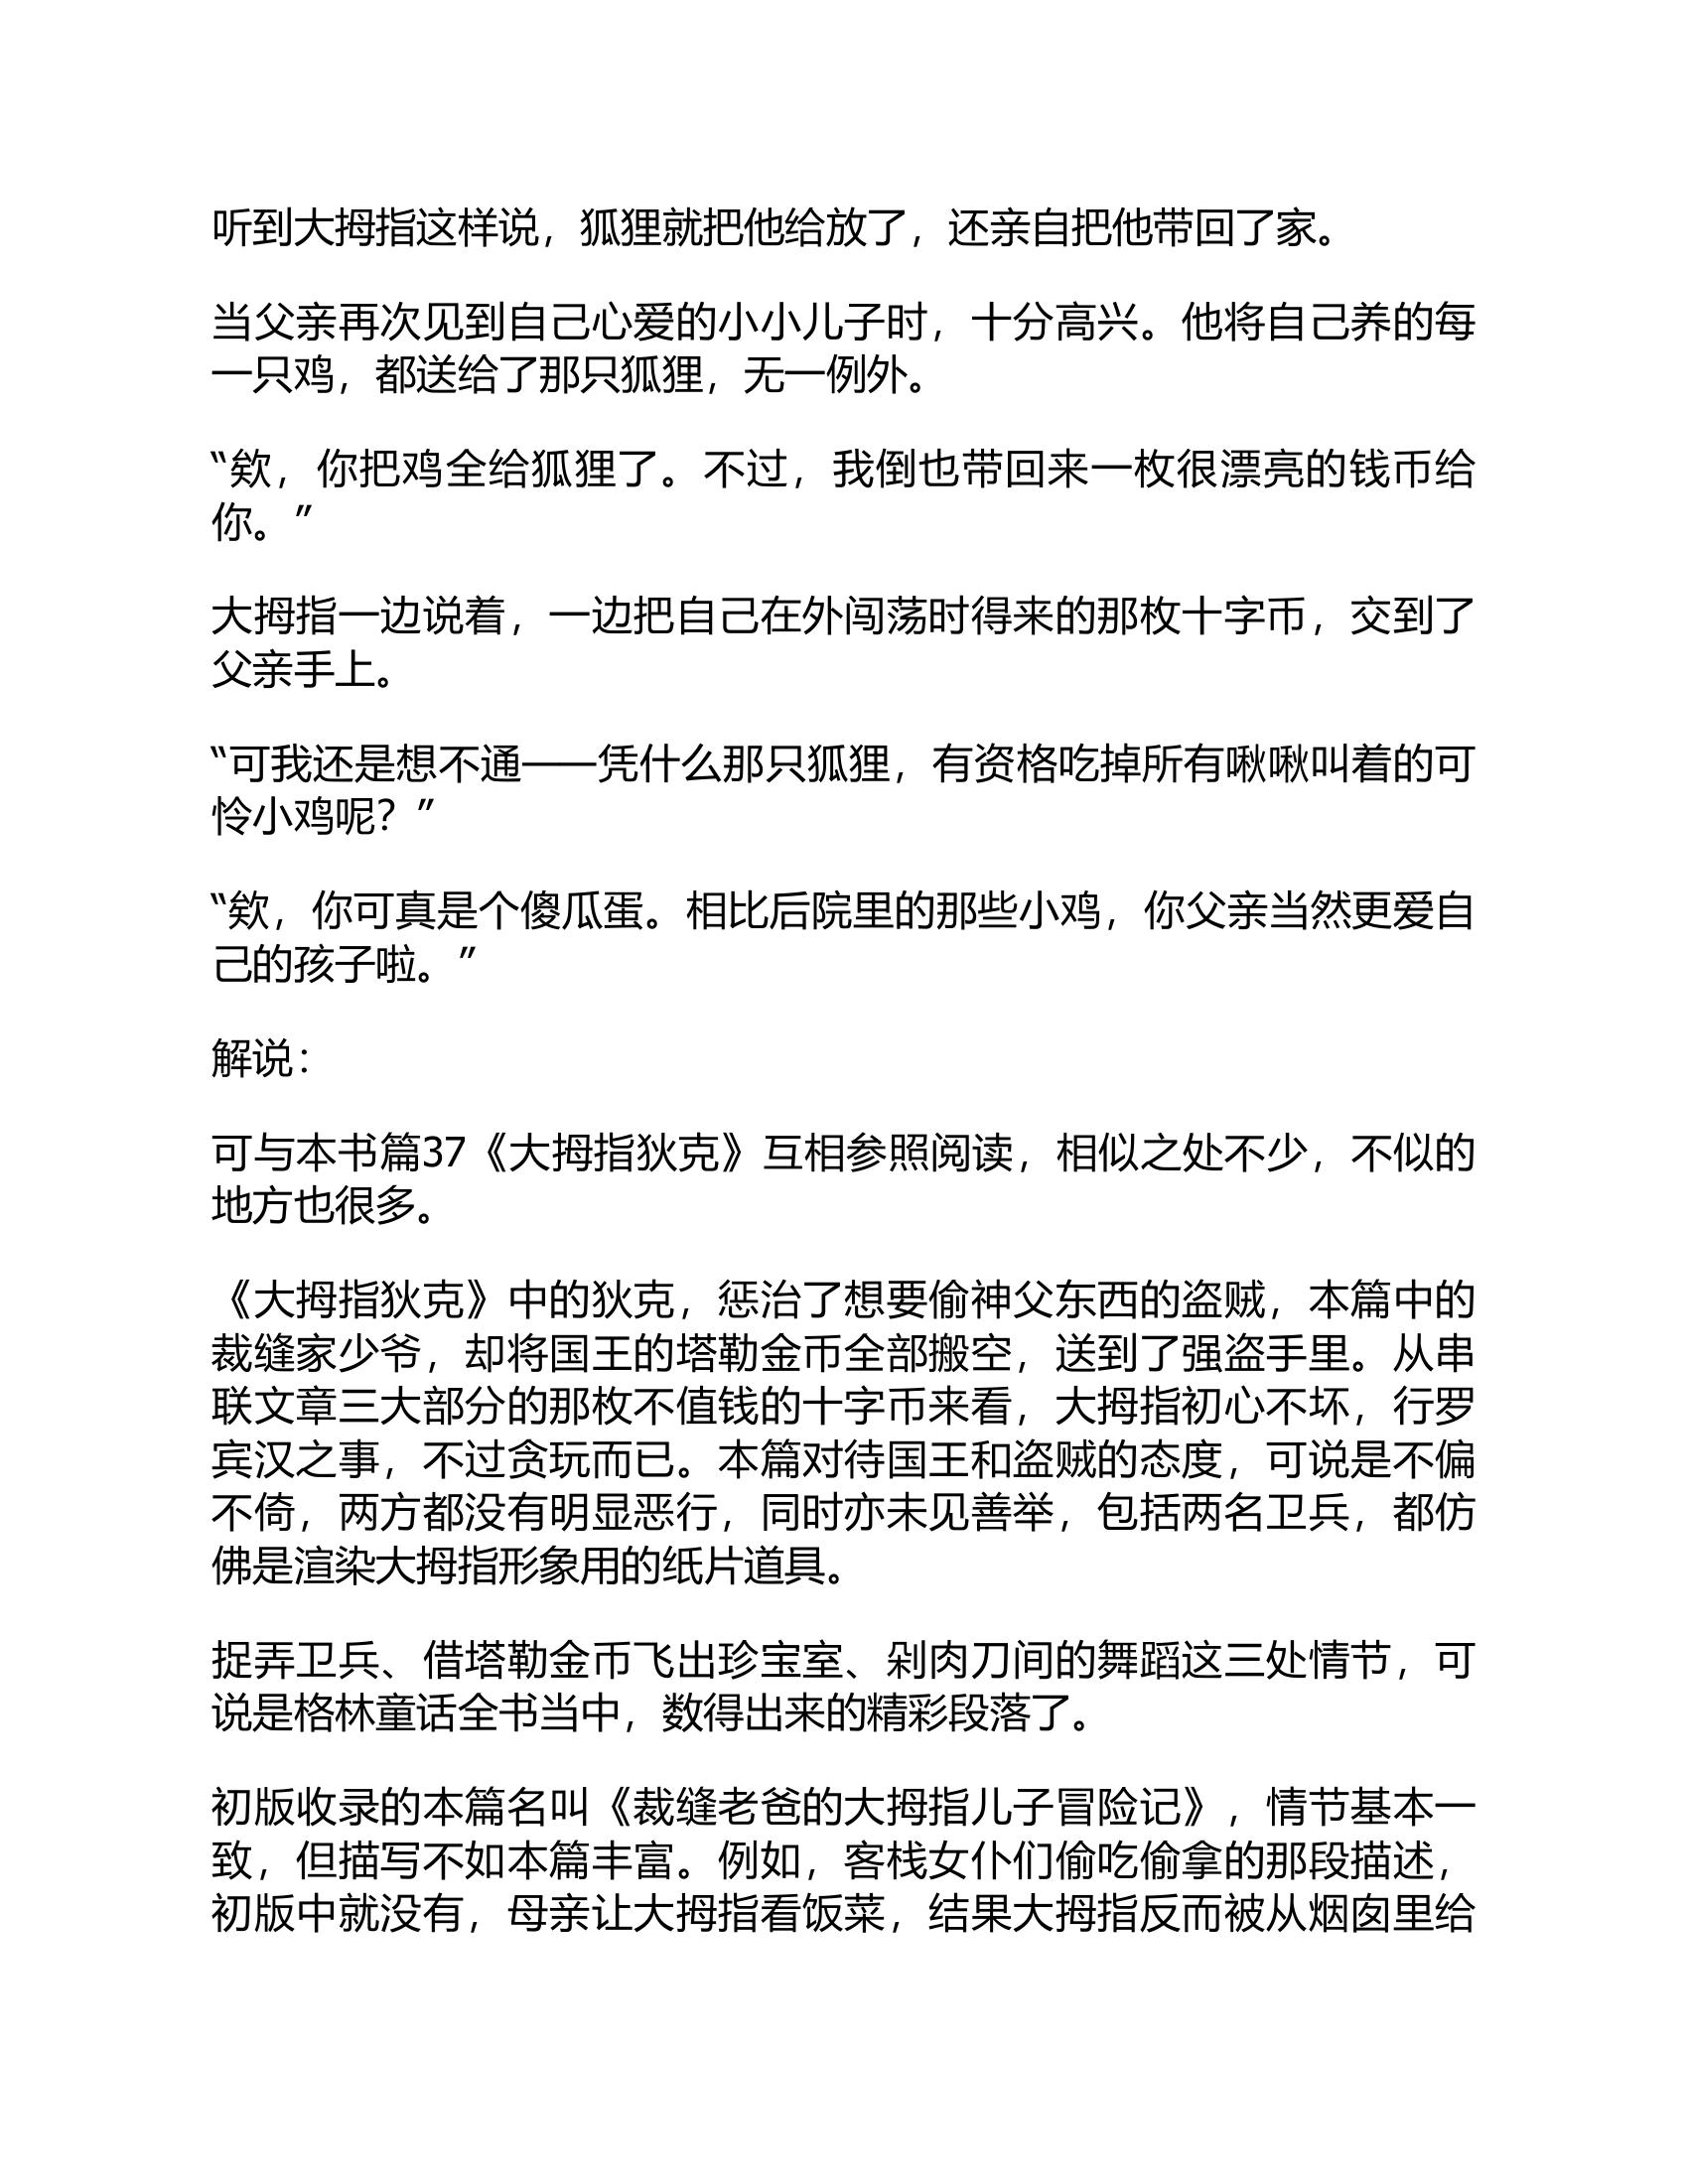 听到大拇指这样说，狐狸就把他给放了，还亲自把他带回了家。
当父亲再次见到自己心爱的小小儿子时，十分高兴。他将自己养的每
一只鸡，都送给了那只狐狸，无一例外。
“欸，你把鸡全给狐狸了。不过，我倒也带回来一枚很漂亮的钱币给
你。”
大拇指一边说着，一边把自己在外闯荡时得来的那枚十字币，交到了
父亲手上。
“可我还是想不通——凭什么那只狐狸，有资格吃掉所有啾啾叫着的可
怜小鸡呢？”
“欸，你可真是个傻瓜蛋。相比后院里的那些小鸡，你父亲当然更爱自
己的孩子啦。”
解说：
可与本书篇37《大拇指狄克》互相参照阅读，相似之处不少，不似的
地方也很多。
《大拇指狄克》中的狄克，惩治了想要偷神父东西的盗贼，本篇中的
裁缝家少爷，却将国王的塔勒金币全部搬空，送到了强盗手里。从串
联文章三大部分的那枚不值钱的十字币来看，大拇指初心不坏，行罗
宾汉之事，不过贪玩而已。本篇对待国王和盗贼的态度，可说是不偏
不倚，两方都没有明显恶行，同时亦未见善举，包括两名卫兵，都仿
佛是渲染大拇指形象用的纸片道具。
捉弄卫兵、借塔勒金币飞出珍宝室、剁肉刀间的舞蹈这三处情节，可
说是格林童话全书当中，数得出来的精彩段落了。
初版收录的本篇名叫《裁缝老爸的大拇指儿子冒险记》，情节基本一
致，但描写不如本篇丰富。例如，客栈女仆们偷吃偷拿的那段描述，
初版中就没有，母亲让大拇指看饭菜，结果大拇指反而被从烟囱里给